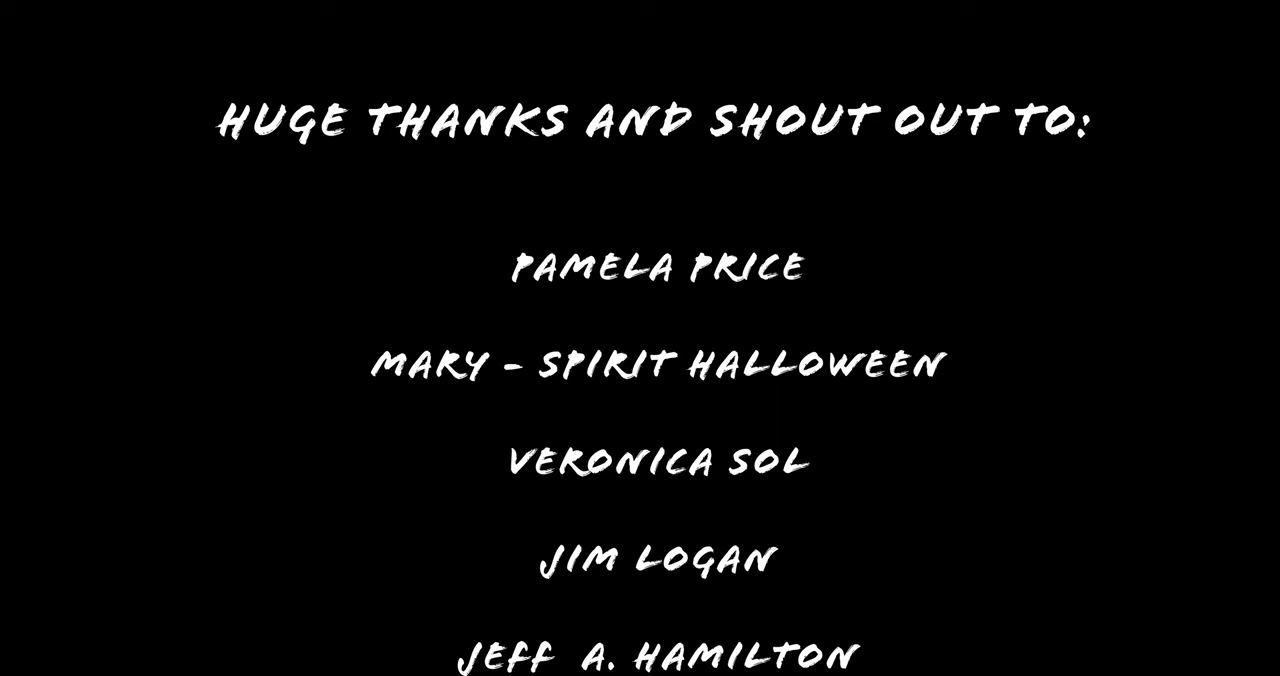 HUGE THANKS AND SHOUT OUT TO:
PAMELA PRICE
MARY - SPIRIT HALLOWEEN
VERONICA SOL
JIM LOGAN
JEFF A. HAMILTON